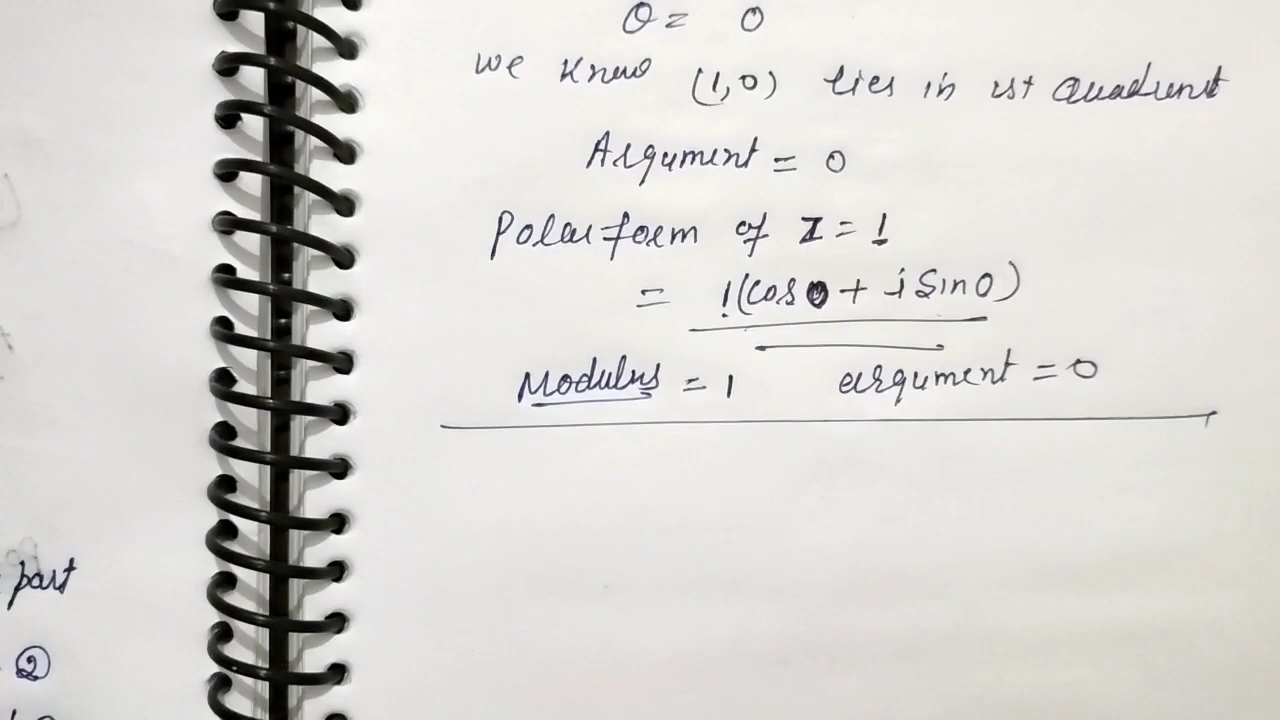 θ = 0
we know (1,0) lies in 1st Quadrant
Argument = 0
Polar form of Z = 1
= 1(cos0 + i sin0)
Modulus = 1 argument = 0
part
②